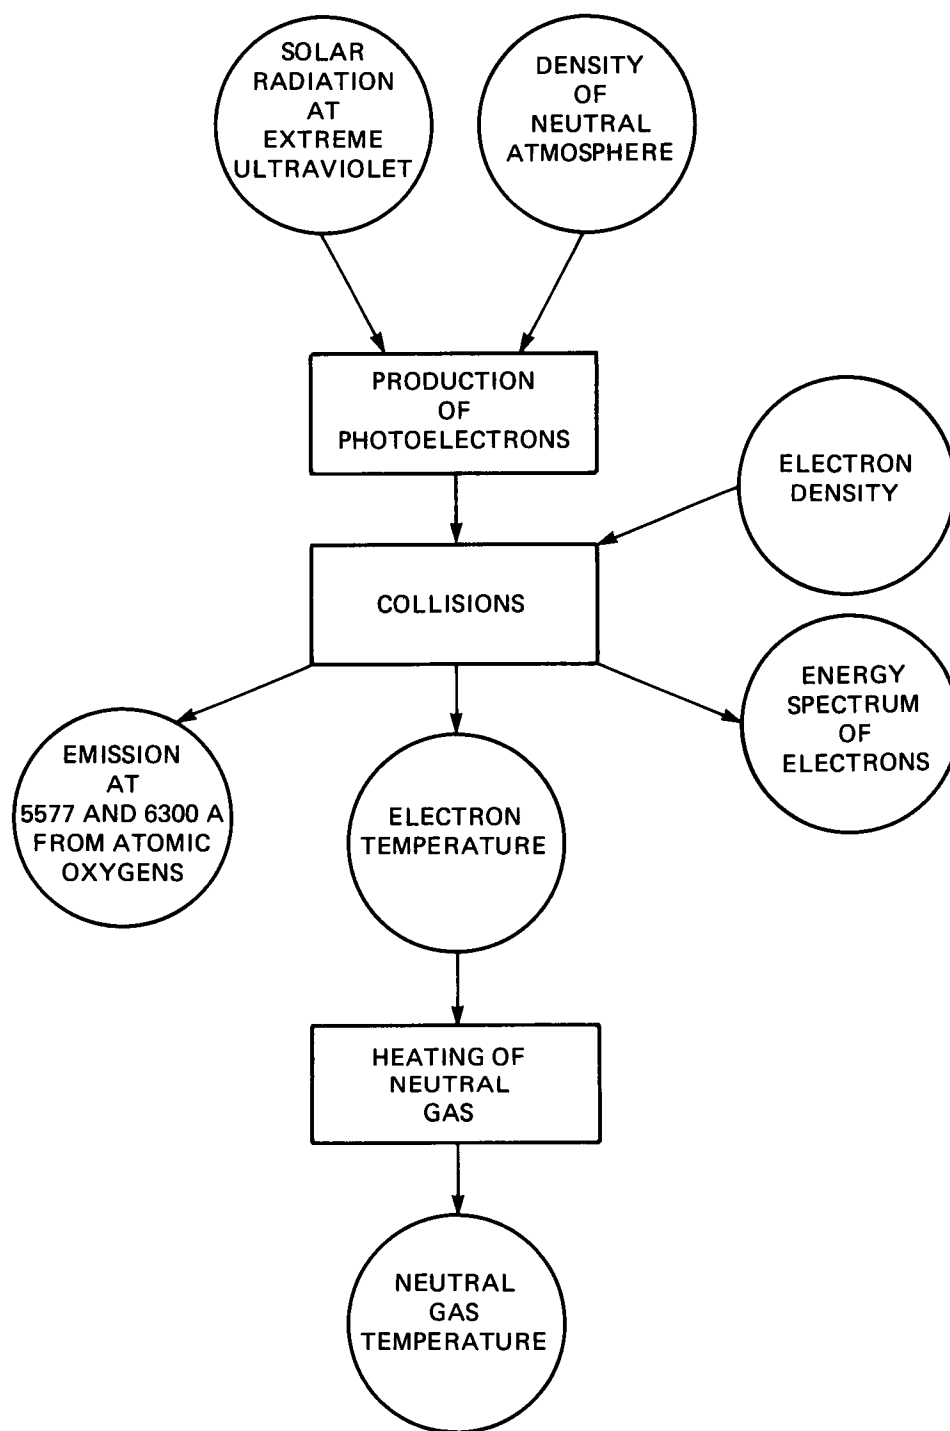 SOLAR
RADIATION
AT
EXTREME
ULTRAVIOLET
DENSITY
OF
NEUTRAL
ATMOSPHERE
PRODUCTION
OF
PHOTOELECTRONS
ELECTRON
DENSITY
COLLISIONS
ENERGY
SPECTRUM
OF
ELECTRONS
EMISSION
AT
5577 AND 6300 A
FROM ATOMIC
OXYGENS
ELECTRON
TEMPERATURE
HEATING OF
NEUTRAL
GAS
NEUTRAL
GAS
TEMPERATURE